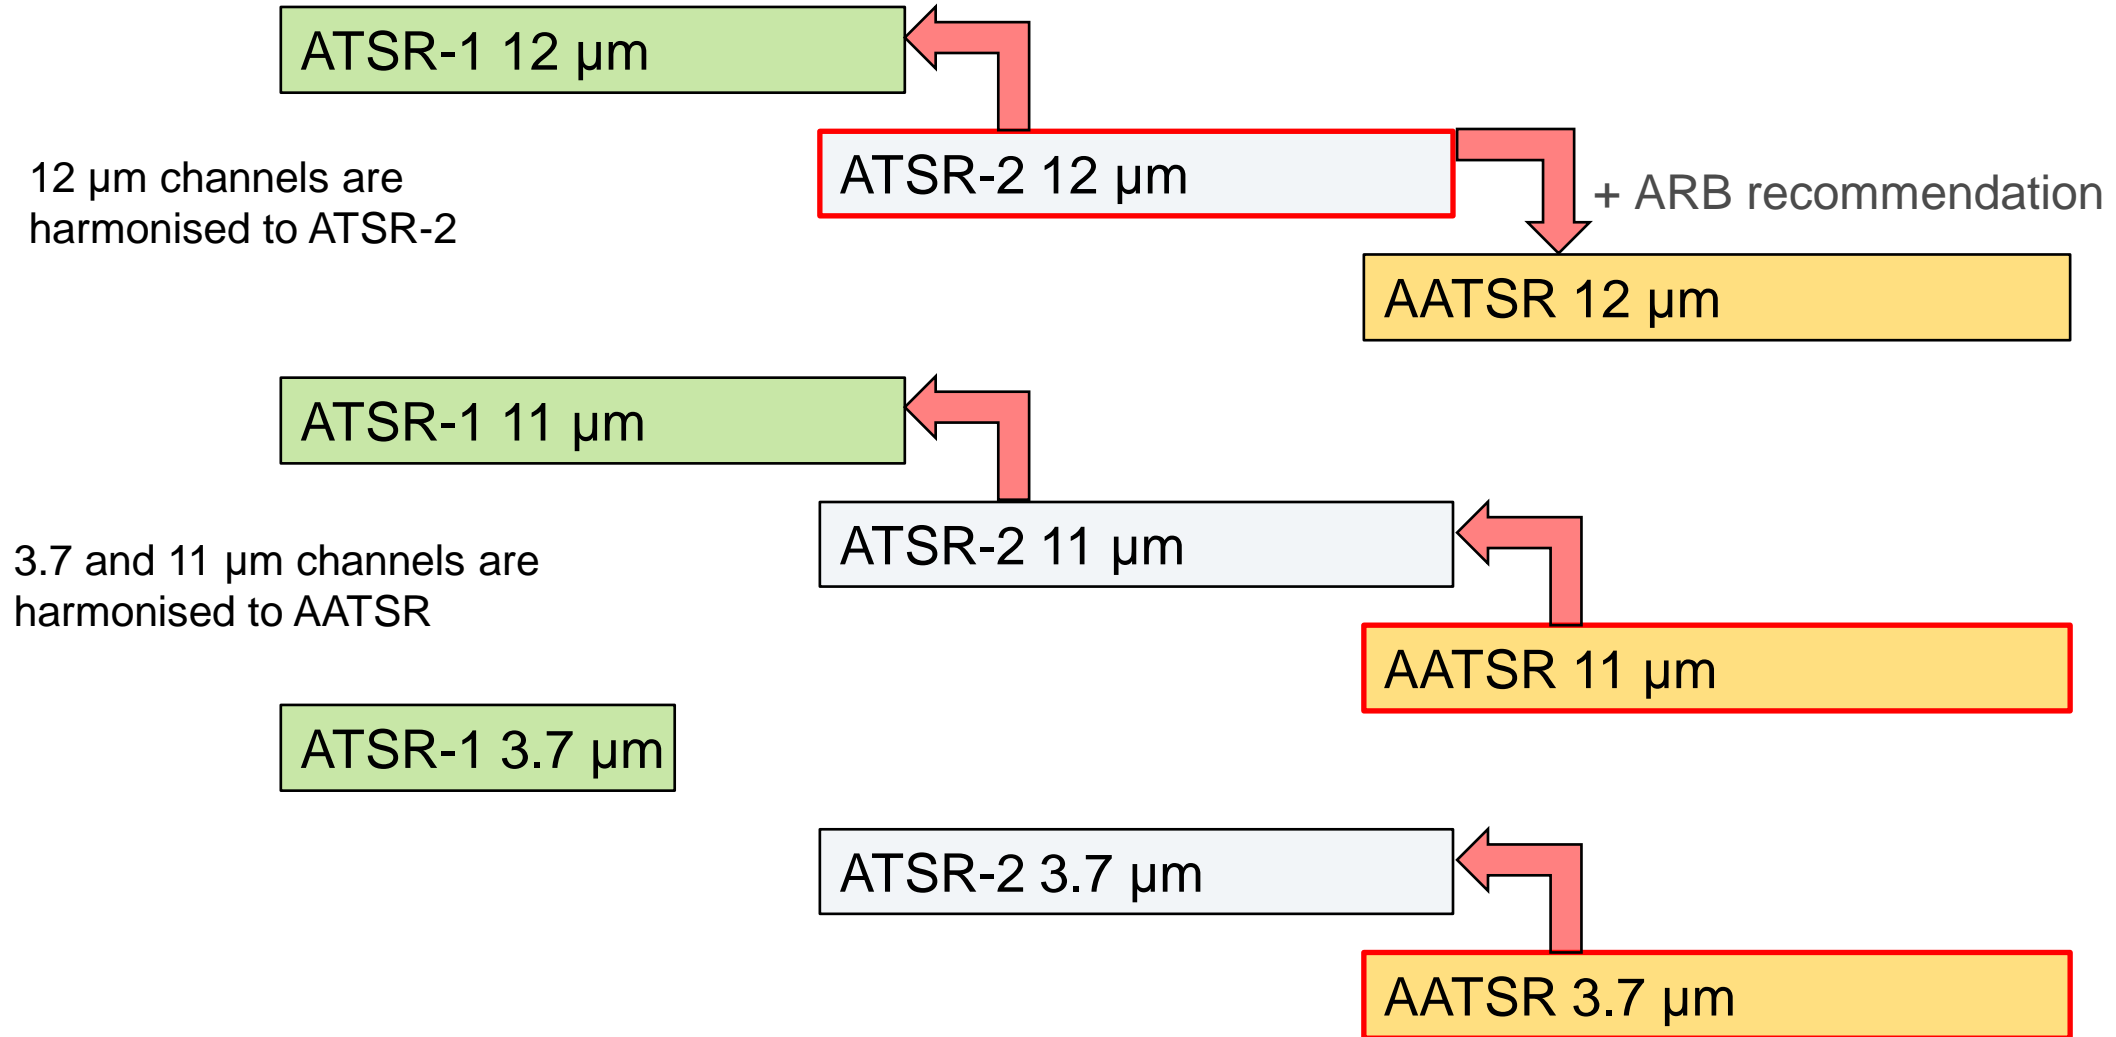 ATSR-1 12 µm
12 µm channels are
harmonised to ATSR-2
ATSR-2 12 µm
+ ARB recommendation
AATSR 12 µm
ATSR-1 11 µm
3.7 and 11 µm channels are
harmonised to AATSR
ATSR-2 11 µm
AATSR 11 µm
ATSR-1 3.7 µm
ATSR-2 3.7 µm
AATSR 3.7 µm